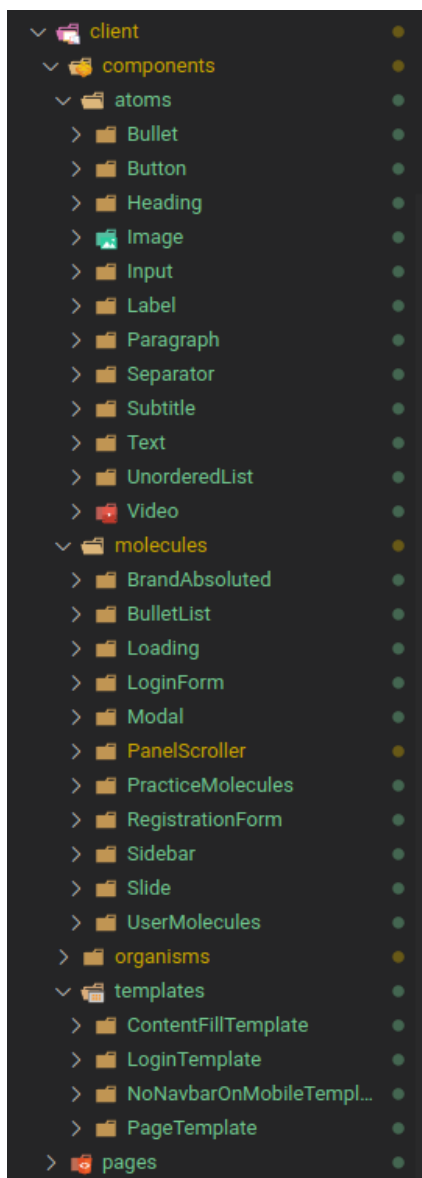 client
components
atoms
Bullet
Button
Heading
Image
Input
Label
Paragraph
Separator
Subtitle
Text
UnorderedList
Video
molecules
BrandAbsoluted
BulletList
Loading
LoginForm
Modal
PanelScroller
PracticeMolecules
RegistrationForm
Sidebar
Slide
UserMolecules
organisms
templates
ContentFillTemplate
LoginTemplate
NoNavbarOnMobileTempl...
PageTemplate
pages